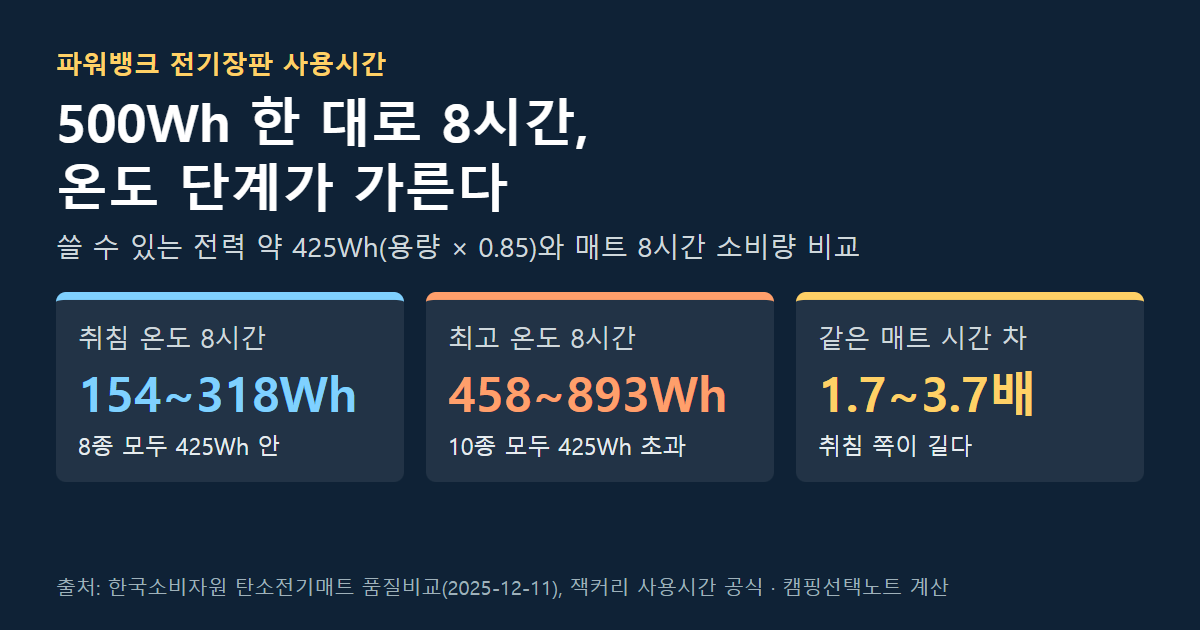 파워뱅크 전기장판 사용시간
500Wh 한 대로 8시간,
온도 단계가 가른다
쓸 수 있는 전력 약 425Wh(용량 × 0.85)와 매트 8시간 소비량 비교
취침 온도 8시간
154~318Wh
8종 모두 425Wh 안
최고 온도 8시간
458~893Wh
10종 모두 425Wh 초과
같은 매트 시간 차
1.7~3.7배
취침 쪽이 길다
출처: 한국소비자원 탄소전기매트 품질비교(2025-12-11), 잭커리 사용시간 공식 · 캠핑선택노트 계산